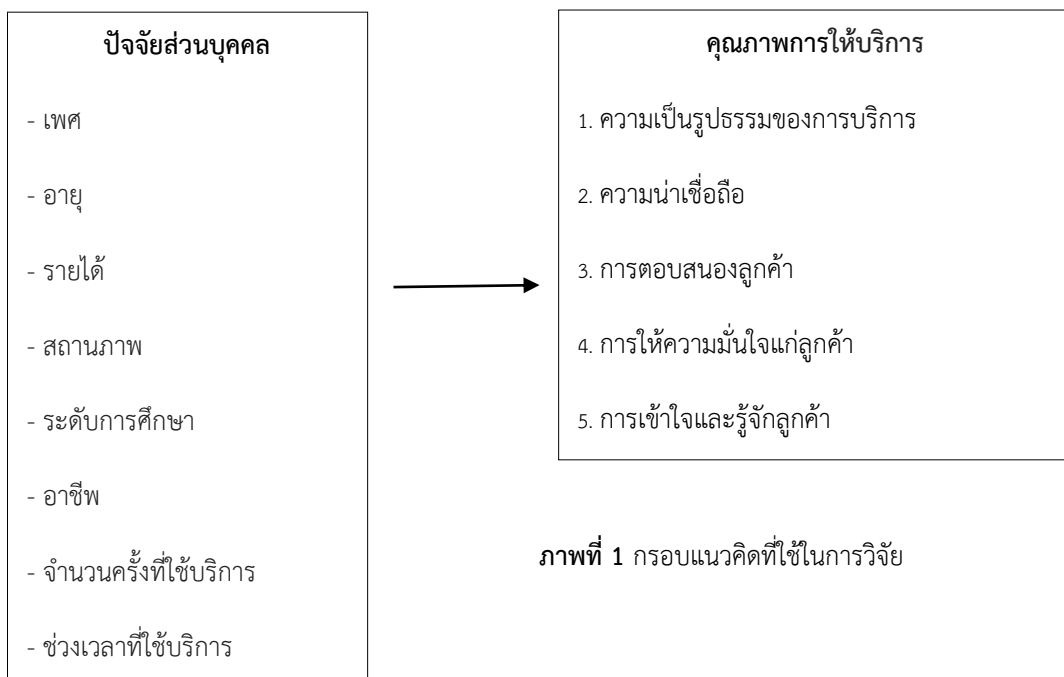 ปัจจัยส่วนบุคคล
- เพศ
- อายุ
- รายได้
- สถานภาพ
- ระดับการศึกษา
- อาชีพ
- จำนวนครั้งที่ใช้บริการ
- ช่วงเวลาที่ใช้บริการ
คุณภาพการให้บริการ
1. ความเป็นรูปธรรมของการบริการ
2. ความน่าเชื่อถือ
3. การตอบสนองลูกค้า
4. การให้ความมั่นใจแก่ลูกค้า
5. การเข้าใจและรู้จักลูกค้า
ภาพที่ 1 กรอบแนวคิดที่ใช้ในการวิจัย